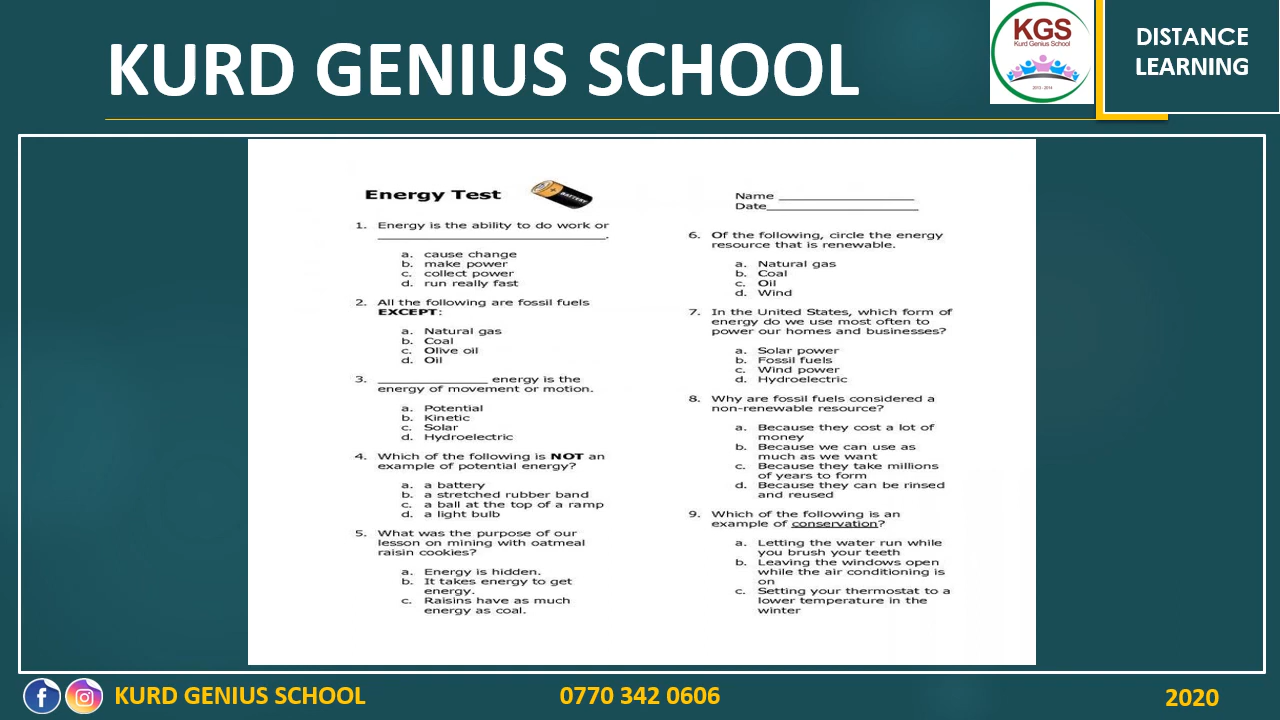 KURD GENIUS SCHOOL
KGS
Kurd Genius School
2013 - 2014
DISTANCE
LEARNING
Energy Test
BATTERY
Name _______________
Date_________________
1. Energy is the ability to do work or
_________________________.
a. cause change
b. make power
c. collect power
d. run really fast
2. All the following are fossil fuels
EXCEPT:
a. Natural gas
b. Coal
c. Olive oil
d. Oil
3. ____________ energy is the
energy of movement or motion.
a. Potential
b. Kinetic
c. Solar
d. Hydroelectric
4. Which of the following is NOT an
example of potential energy?
a. a battery
b. a stretched rubber band
c. a ball at the top of a ramp
d. a light bulb
5. What was the purpose of our
lesson on mining with oatmeal
raisin cookies?
a. Energy is hidden.
b. It takes energy to get
energy.
c. Raisins have as much
energy as coal.
6. Of the following, circle the energy
resource that is renewable.
a. Natural gas
b. Coal
c. Oil
d. Wind
7. In the United States, which form of
energy do we use most often to
power our homes and businesses?
a. Solar power
b. Fossil fuels
c. Wind power
d. Hydroelectric
8. Why are fossil fuels considered a
non-renewable resource?
a. Because they cost a lot of
money
b. Because we can use as
much as we want
c. Because they take millions
of years to form
d. Because they can be rinsed
and reused
9. Which of the following is an
example of conservation?
a. Letting the water run while
you brush your teeth
b. Leaving the windows open
while the air conditioning is
on
c. Setting your thermostat to a
lower temperature in the
winter
KURD GENIUS SCHOOL
0770 342 0606
2020